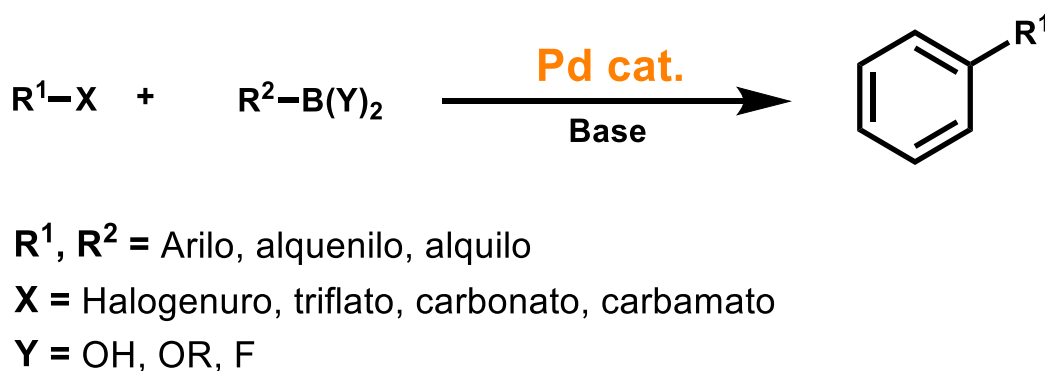 R¹–X + R²–B(Y)₂ Pd cat. R¹
Base
R¹, R² = Arilo, alquenilo, alquilo
X = Halogenuro, triflato, carbonato, carbamato
Y = OH, OR, F